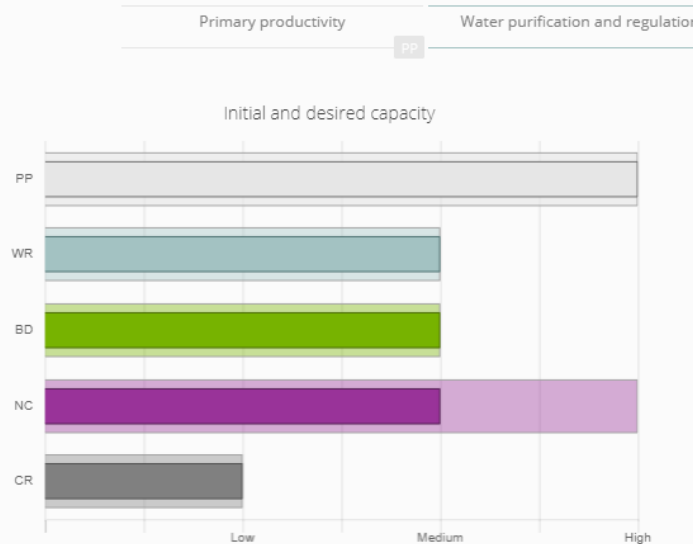 Primary productivity
Water purification and regulation
PP
Initial and desired capacity
PP
WR
BD
NC
CR
Low Medium High